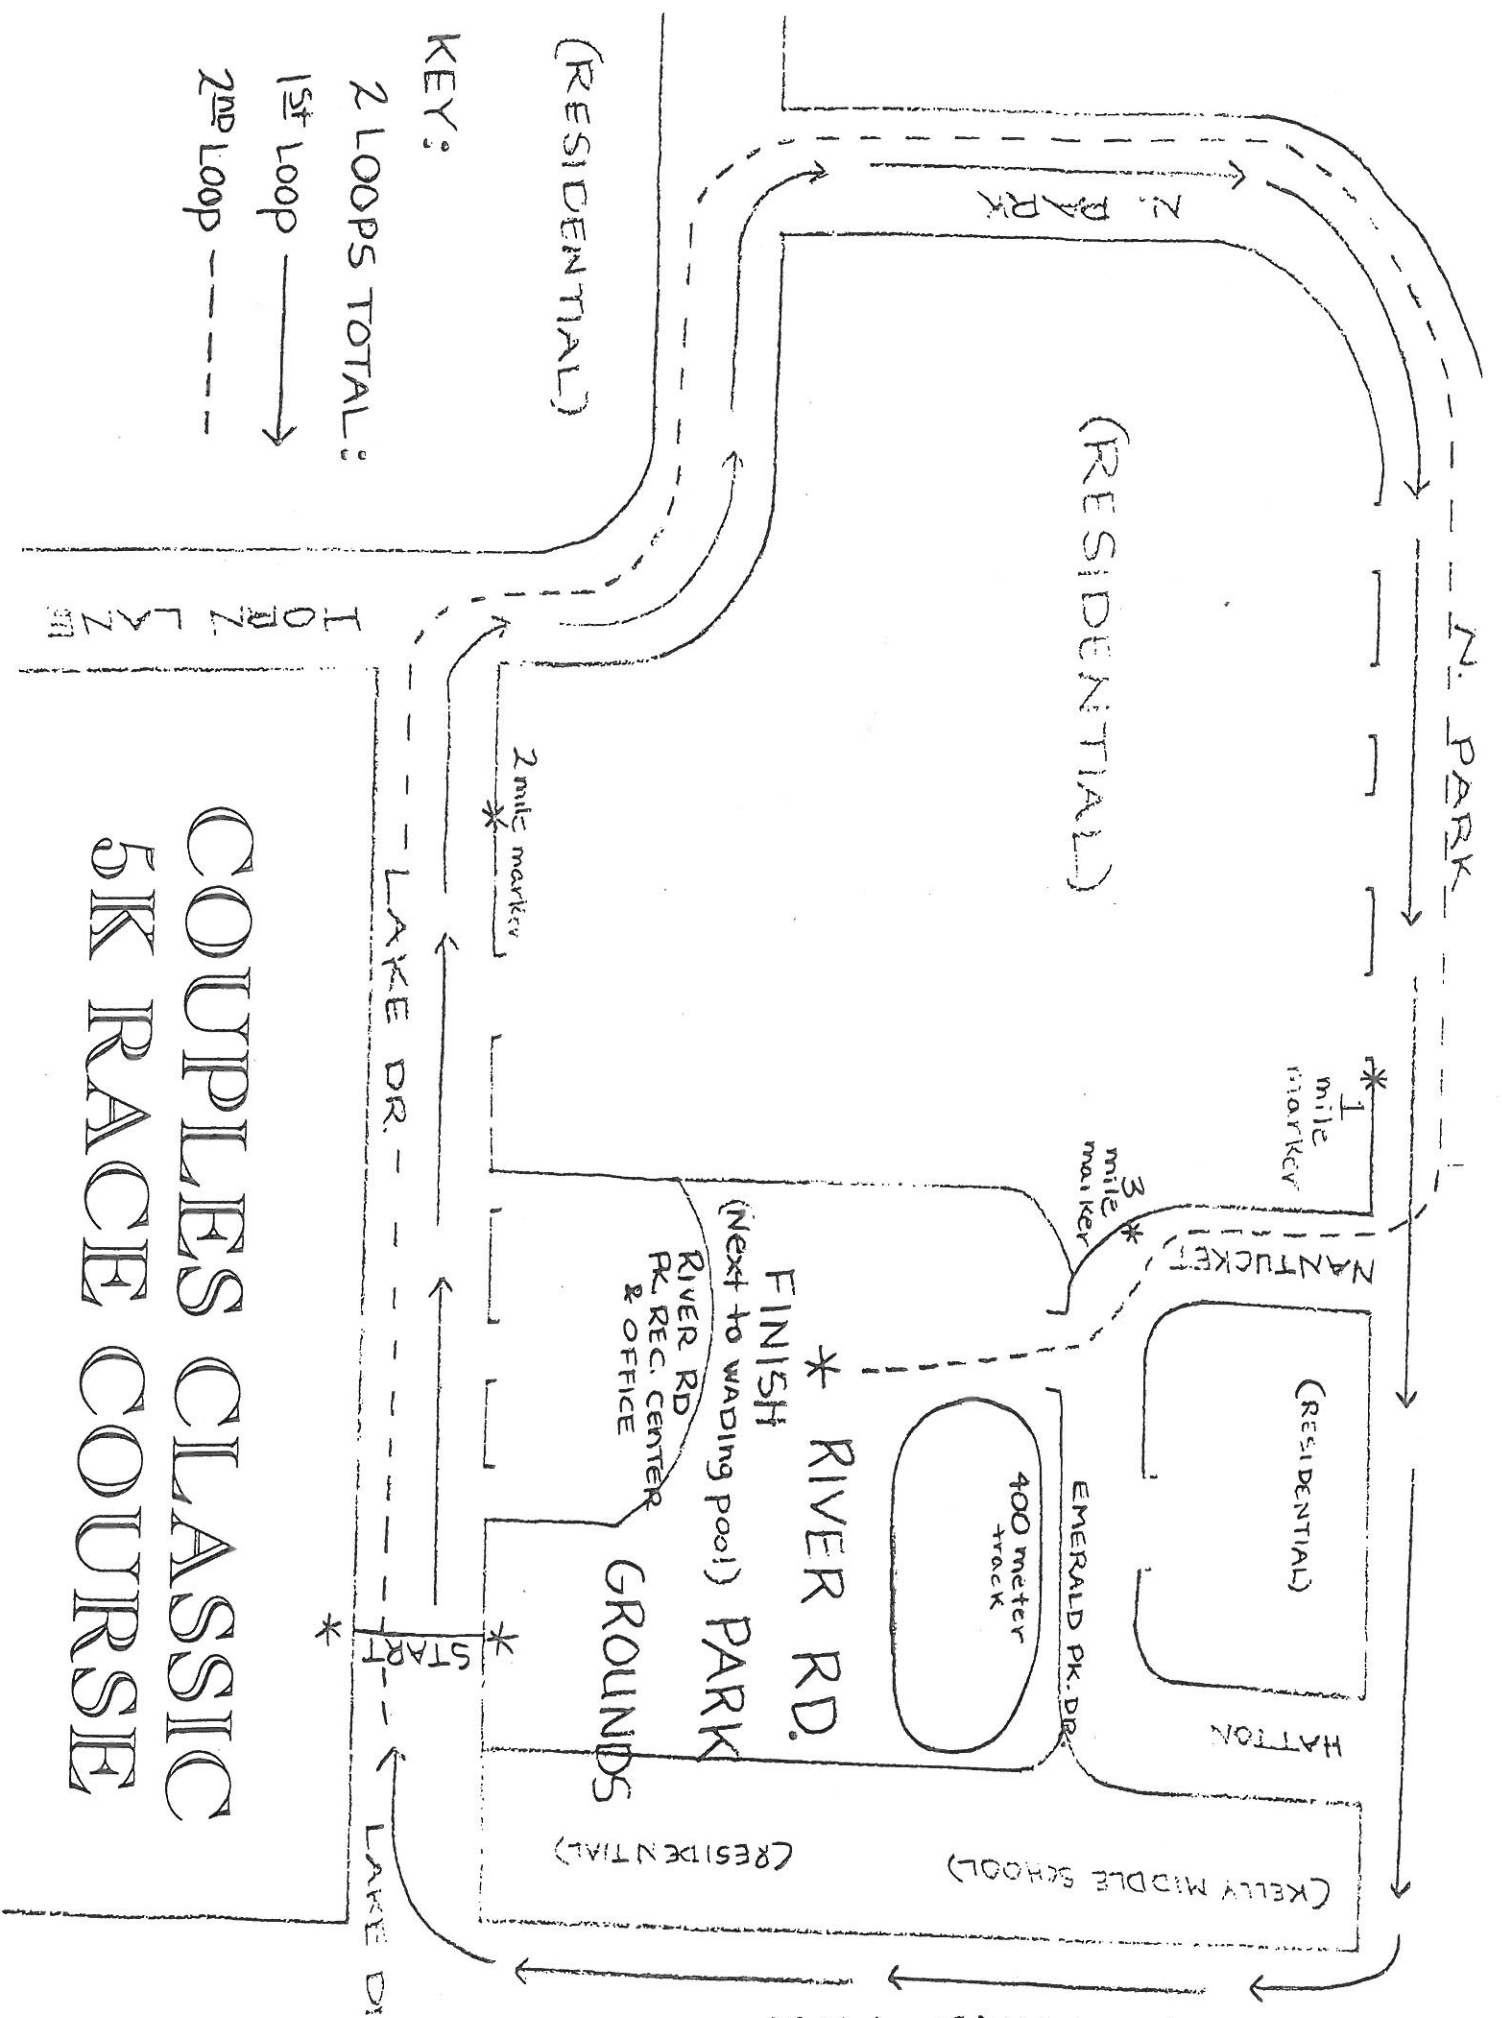 N. PARK
N. PARK
(RESIDENTIAL)
(RESIDENTIAL)
1
mile
marker
3
mile
marker
NANTUCKET
(RESIDENTIAL)
HATTON
EMERALD PK. DR.
400 meter
track
(KELLY MIDDLE SCHOOL)
(RESIDENTIAL)
RIVER RD.
PARK
GROUNDS
FINISH
(Next to WADING POOL)
RIVER RD
PK. REC. CENTER
& OFFICE
2 mile marker
START
LAKE DR.
LAKE
HORN LANE
KEY:
2 LOOPS TOTAL:
1ST LOOP
2ND LOOP
COUPLES CLASSIC
5K RACE COURSE